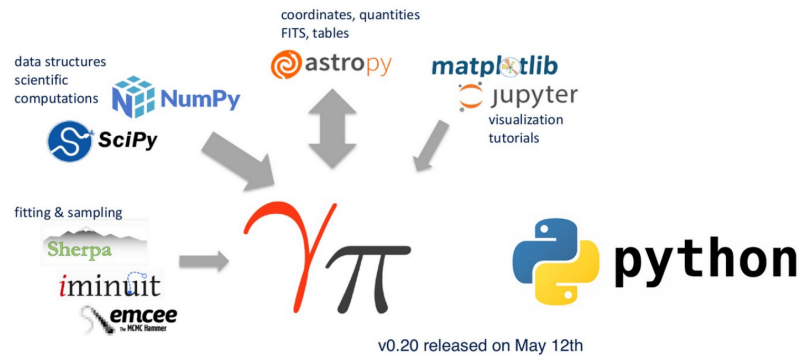 coordinates, quantities
FITS, tables
astropy
matplotlib
jupyter
visualization
tutorials
data structures
scientific
computations
NumPy
SciPy
fitting & sampling
Sherpa
iminuit
emcee
The MCMC Hammer
γπ
python
v0.20 released on May 12th